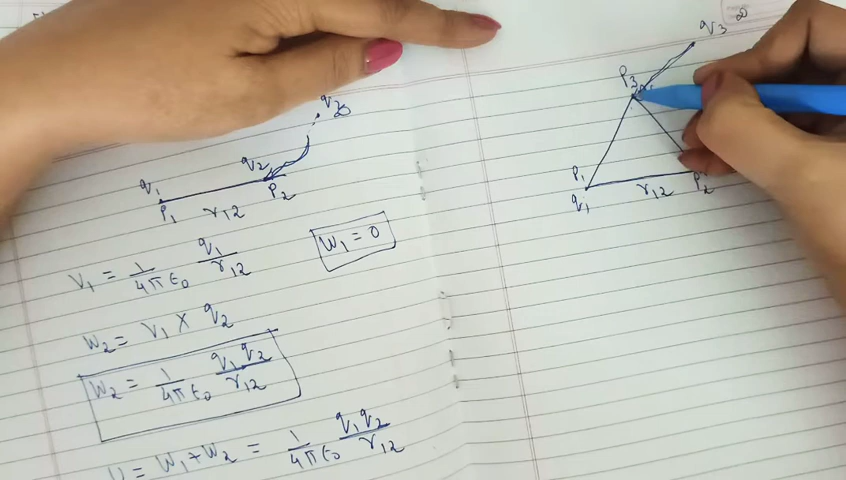 q₂ ∞
q₁ q₂
P₁ r₁₂ P₂
V₁ = 1/4πε₀ q₁/r₁₂
W₁ = 0
W₂ = V₁ × q₂
W₂ = 1/4πε₀ q₁q₂/r₁₂
U = W₁ + W₂ = 1/4πε₀ q₁q₂/r₁₂
q₃ ∞
P₃
P₁ P₂
q₁ r₁₂